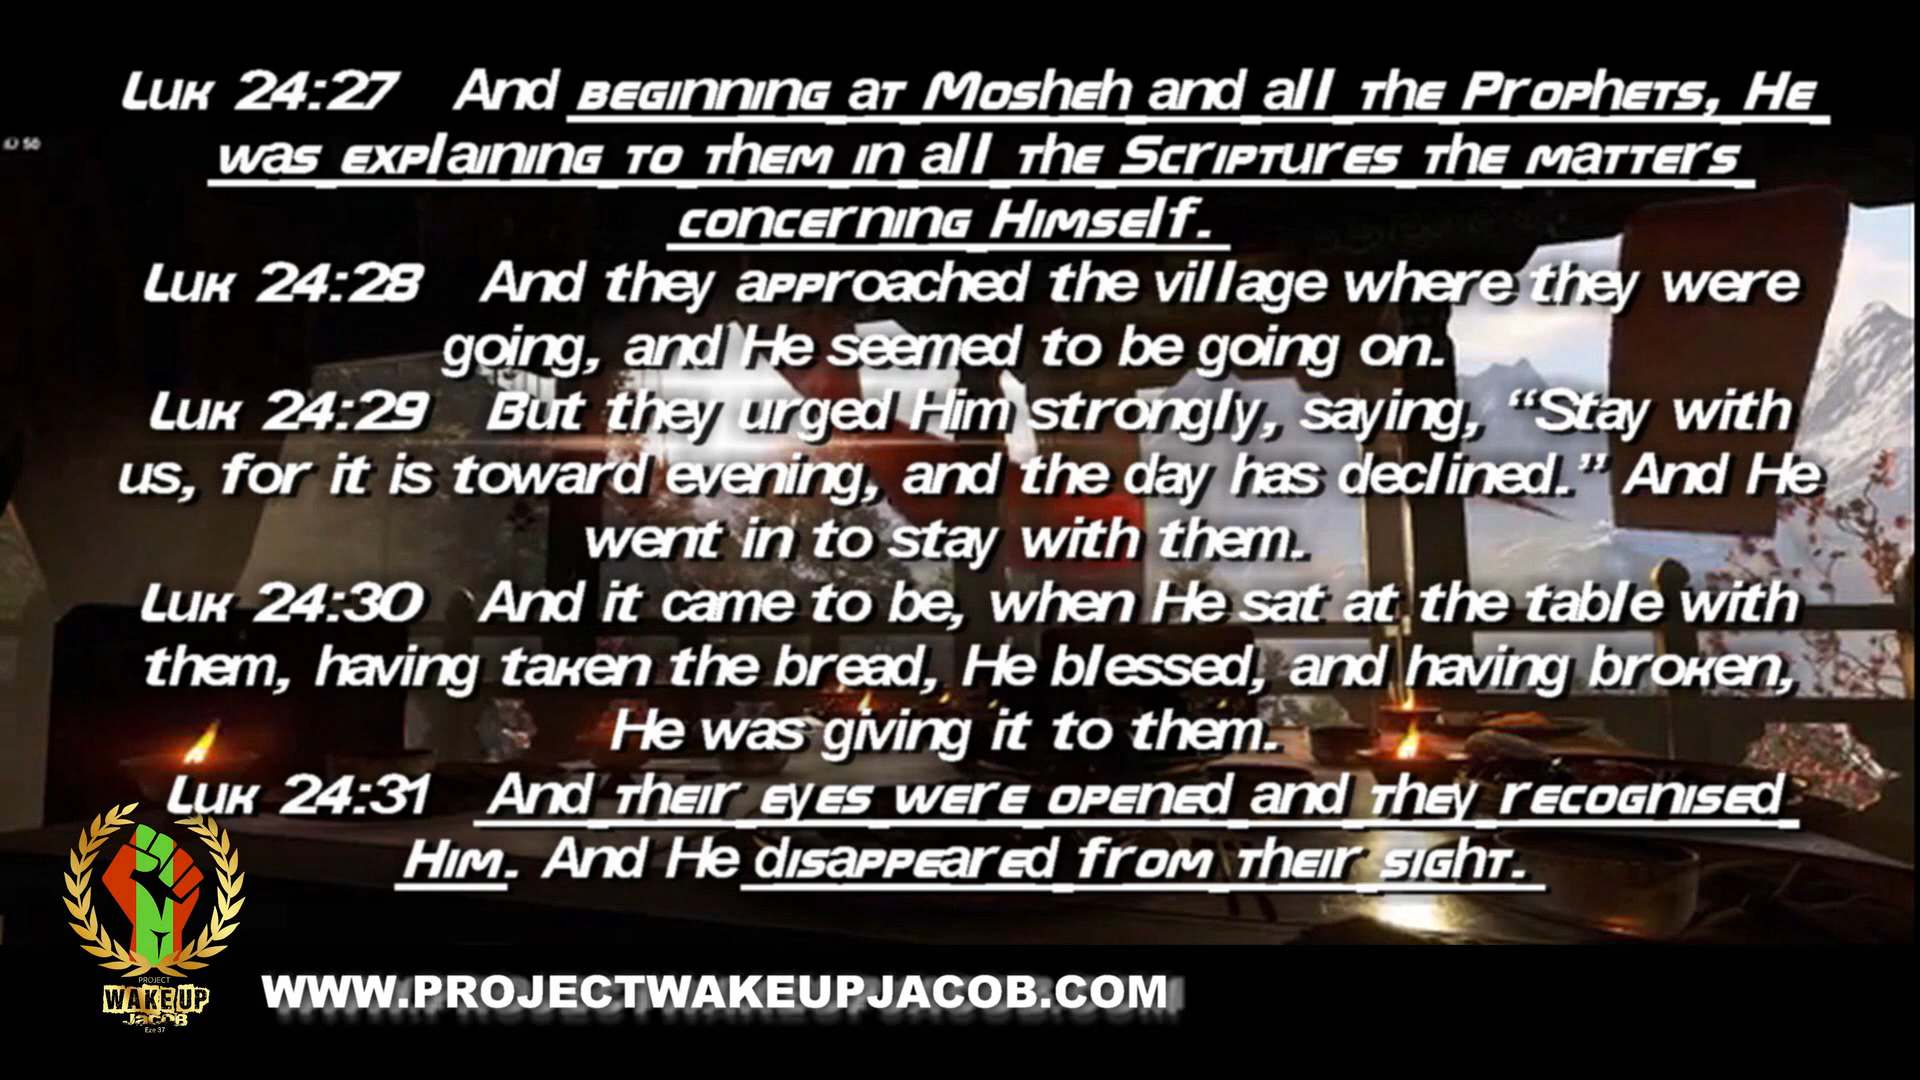 Luk 24:27 And beginning at Mosheh and all the Prophets, He
was explaining to them in all the Scriptures the matters
concerning Himself.
50
Luk 24:28 And they approached the village where they were
going, and He seemed to be going on.
Luk 24:29 But they urged Him strongly, saying, “Stay with
us, for it is toward evening, and the day has declined.” And He
went in to stay with them.
Luk 24:30 And it came to be, when He sat at the table with
them, having taken the bread, He blessed, and having broken,
He was giving it to them.
Luk 24:31 And their eyes were opened and they recognised
Him. And He disappeared from their sight.
PROJECT
WAKE UP
JACOB
Eze 37
WWW.PROJECTWAKEUPJACOB.COM